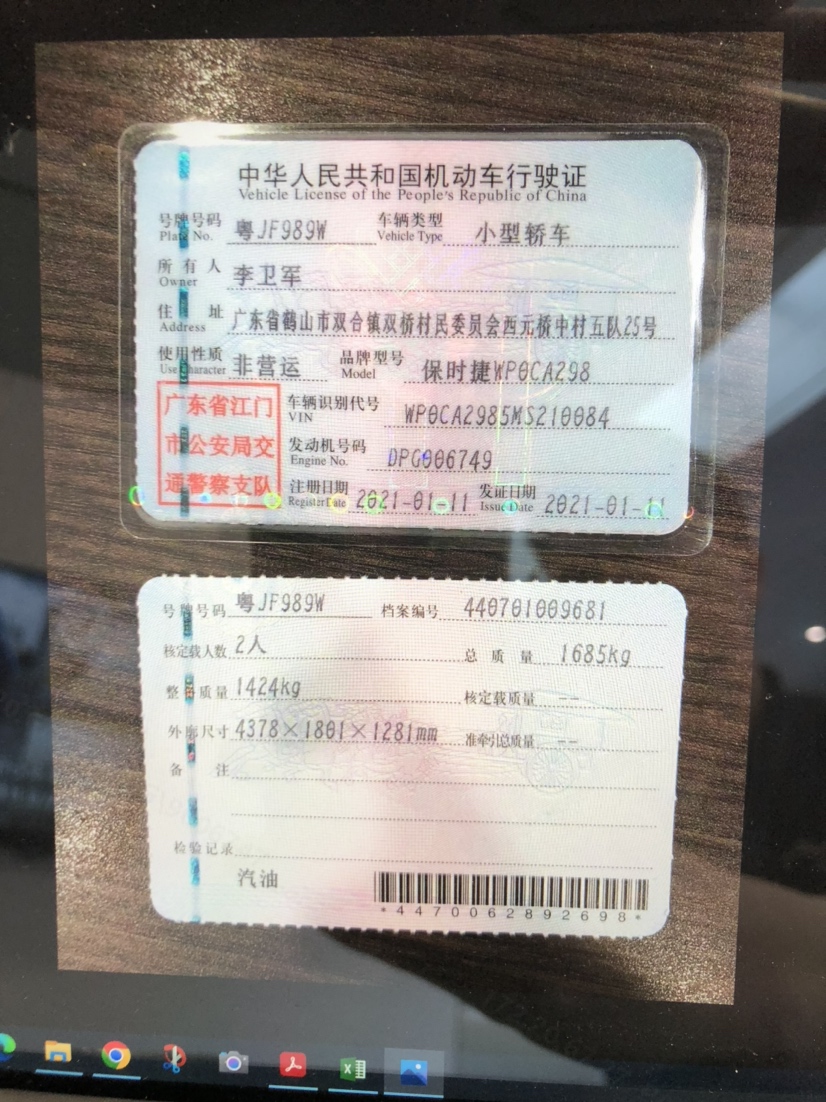 中华人民共和国机动车行驶证
Vehicle License of the People's Republic of China
号牌号码 粤JF989W 车辆类型 小型轿车
Plate No. Vehicle Type
所有人 李卫军
Owner
住址 广东省鹤山市双合镇双桥村民委员会西元桥中村五队25号
Address
使用性质 非营运 品牌型号 保时捷WP0CA298
Use Character Model
广东省江门
市公安局交
通警察支队
车辆识别代号 WP0CA2985MS210084
VIN
发动机号码 DPG006749
Engine No.
注册日期 2021-01-11 发证日期 2021-01-11
Register Date Issue Date
号牌号码 粤JF989W 档案编号 440701009681
核定载人数 2人 总质量 1685kg
整备质量 1424kg 核定载质量 --
外廓尺寸 4378×1801×1281mm 准牵引总质量 --
备注
检验记录
汽油
*4470062892698*